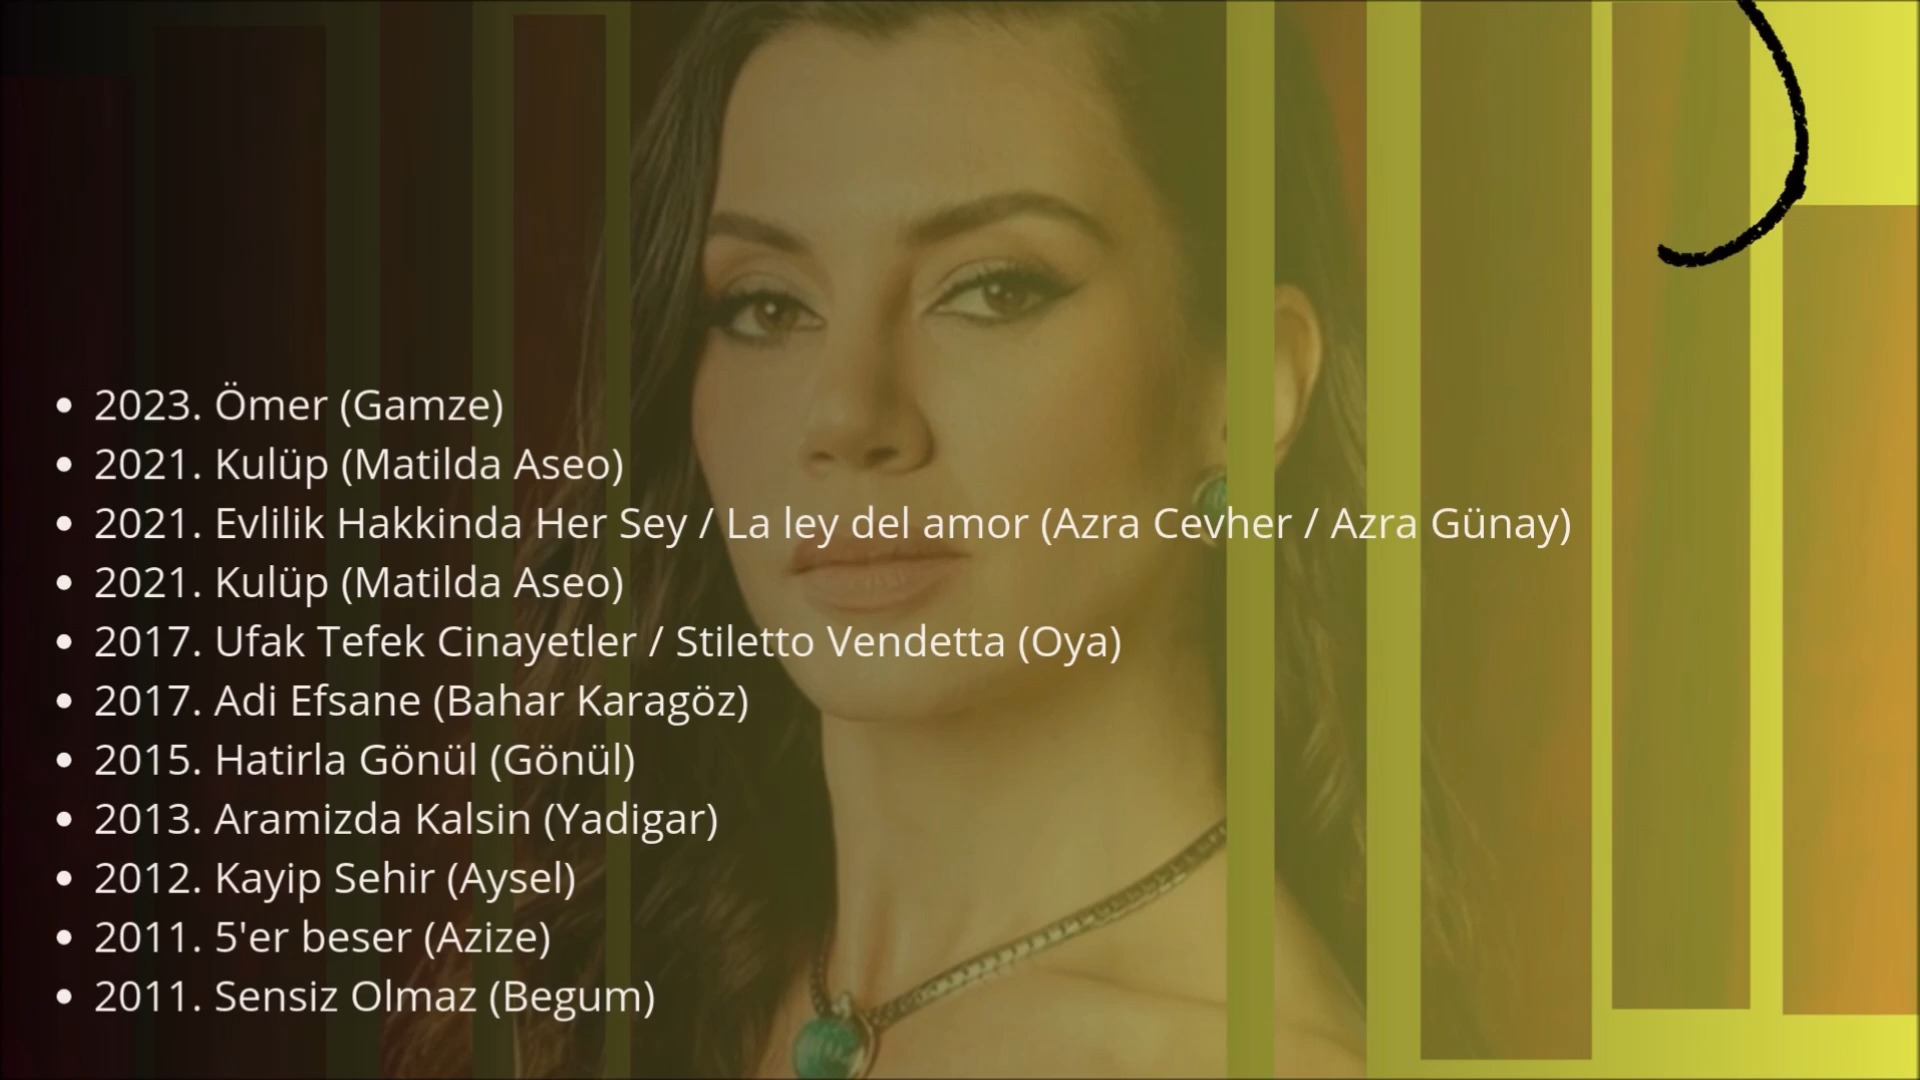 • 2023. Ömer (Gamze)
• 2021. Kulüp (Matilda Aseo)
• 2021. Evlilik Hakkinda Her Sey / La ley del amor (Azra Cevher / Azra Günay)
• 2021. Kulüp (Matilda Aseo)
• 2017. Ufak Tefek Cinayetler / Stiletto Vendetta (Oya)
• 2017. Adi Efsane (Bahar Karagöz)
• 2015. Hatirla Gönül (Gönül)
• 2013. Aramizda Kalsin (Yadigar)
• 2012. Kayip Sehir (Aysel)
• 2011. 5'er beser (Azize)
• 2011. Sensiz Olmaz (Begum)